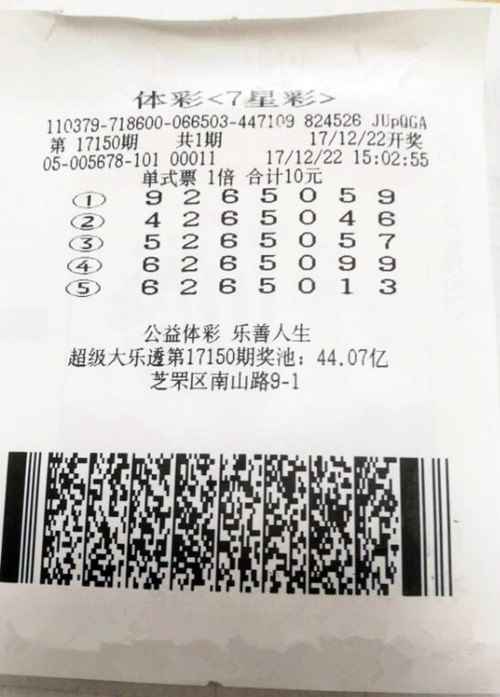 体彩<7星彩>
110379-718600-066503-447109 824526 JUpQGA
第 17150期 共1期 17/12/22开奖
05-005678-101 00011 17/12/22 15:02:55
单式票 1倍 合计10元
① 9 2 6 5 0 5 9
② 4 2 6 5 0 4 6
③ 5 2 6 5 0 5 7
④ 6 2 6 5 0 9 9
⑤ 6 2 6 5 0 1 3
公益体彩 乐善人生
超级大乐透第17150期奖池：44.07亿
芝罘区南山路9-1